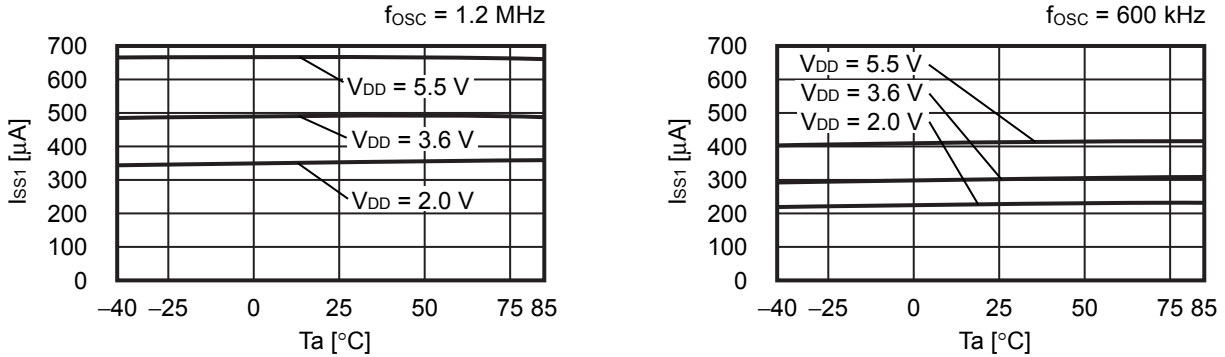 fOSC = 1.2 MHz
700
600
500
400
300
200
100
0
ISS1 [μA]
VDD = 5.5 V
VDD = 3.6 V
VDD = 2.0 V
−40 −25 0 25 50 75 85
Ta [°C]
fOSC = 600 kHz
700
600
500
400
300
200
100
0
ISS1 [μA]
VDD = 5.5 V
VDD = 3.6 V
VDD = 2.0 V
−40 −25 0 25 50 75 85
Ta [°C]